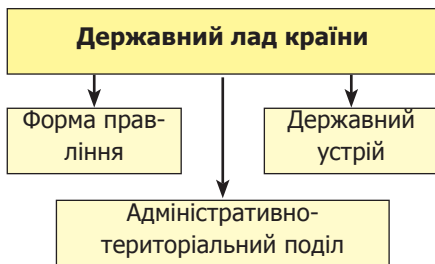 Державний лад країни
Форма прав-
ління
Державний
устрій
Адміністративно-
територіальний поділ